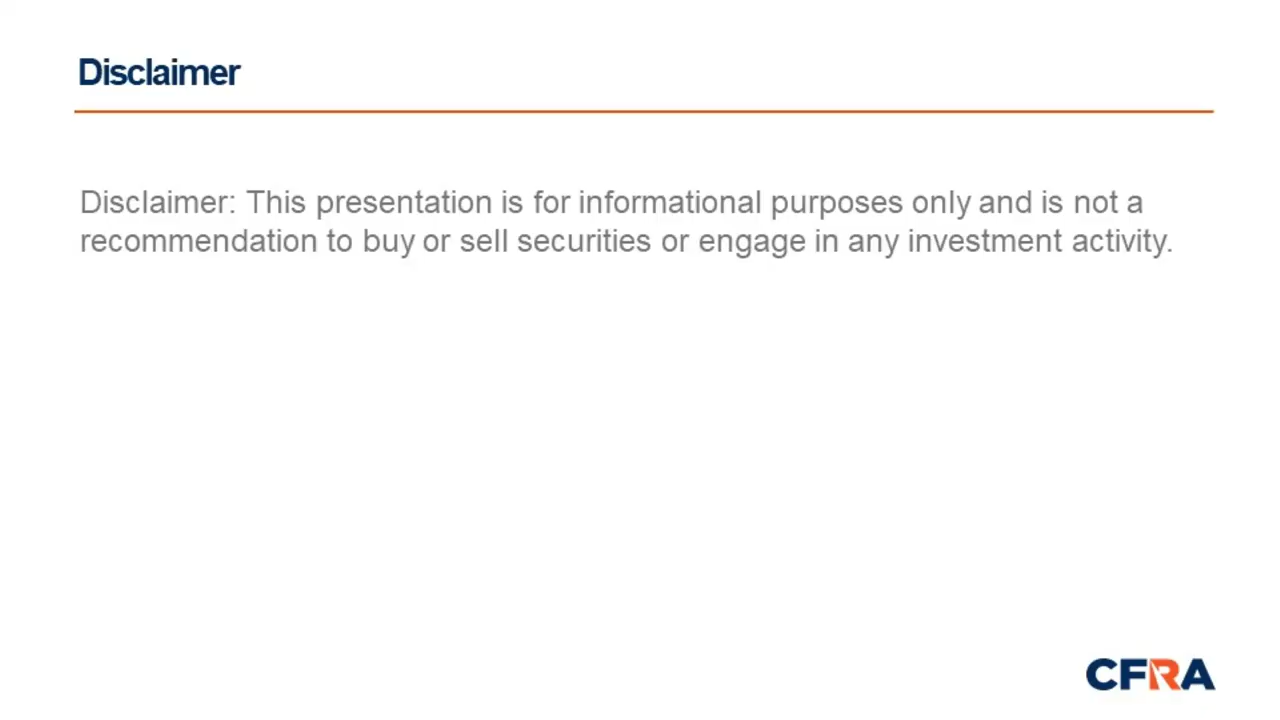 Disclaimer
Disclaimer: This presentation is for informational purposes only and is not a
recommendation to buy or sell securities or engage in any investment activity.
CFRA